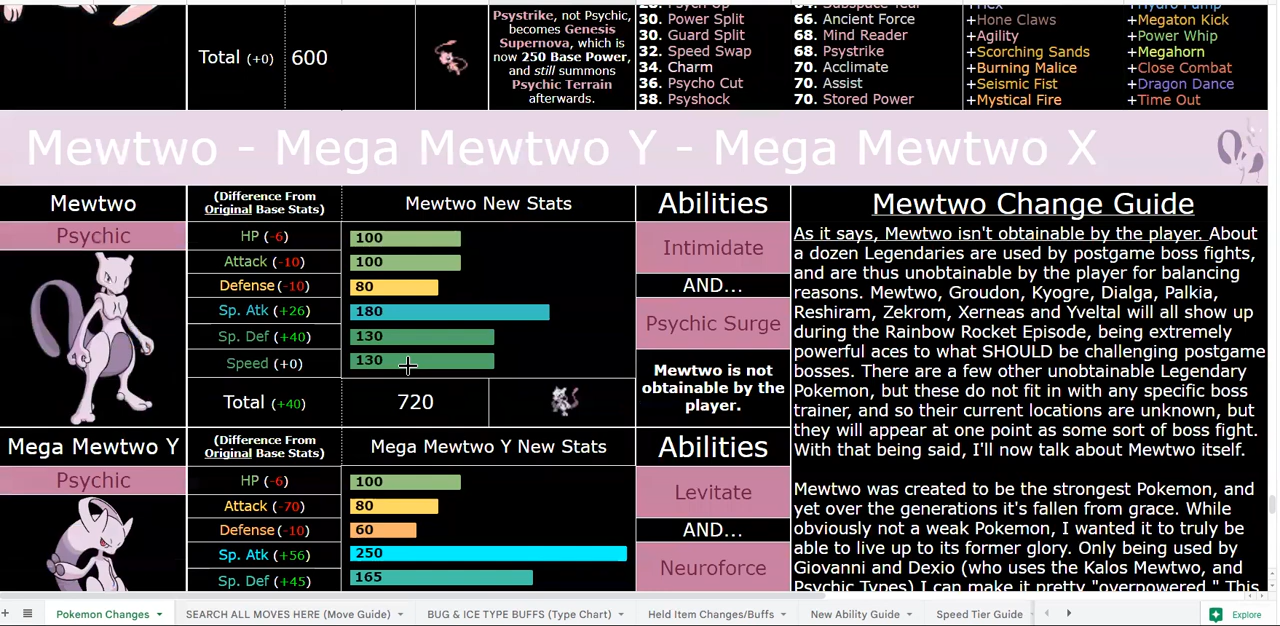 Total (+0)
600
Psystrike, not Psychic,
becomes Genesis
Supernova, which is
now 250 Base Power,
and still summons
Psychic Terrain
afterwards.
30. Power Split
30. Guard Split
32. Speed Swap
34. Charm
36. Psycho Cut
38. Psyshock
66. Ancient Force
68. Mind Reader
68. Psystrike
70. Acclimate
70. Assist
70. Stored Power
+Hone Claws
+Agility
+Scorching Sands
+Burning Malice
+Seismic Fist
+Mystical Fire
+Megaton Kick
+Power Whip
+Megahorn
+Close Combat
+Dragon Dance
+Time Out
Mewtwo - Mega Mewtwo Y - Mega Mewtwo X
Mewtwo
Psychic
(Difference From
Original Base Stats)
Mewtwo New Stats
HP (-6)
100
Attack (-10)
100
Defense (-10)
80
Sp. Atk (+26)
180
Sp. Def (+40)
130
Speed (+0)
130
Total (+40)
720
Abilities
Intimidate
AND...
Psychic Surge
Mewtwo is not
obtainable by the
player.
Mega Mewtwo Y
Psychic
(Difference From
Original Base Stats)
Mega Mewtwo Y New Stats
HP (-6)
100
Attack (-70)
80
Defense (-10)
60
Sp. Atk (+56)
250
Sp. Def (+45)
165
Abilities
Levitate
AND...
Neuroforce
Mewtwo Change Guide
As it says, Mewtwo isn't obtainable by the player. About
a dozen Legendaries are used by postgame boss fights,
and are thus unobtainable by the player for balancing
reasons. Mewtwo, Groudon, Kyogre, Dialga, Palkia,
Reshiram, Zekrom, Xerneas and Yveltal will all show up
during the Rainbow Rocket Episode, being extremely
powerful aces to what SHOULD be challenging postgame
bosses. There are a few other unobtainable Legendary
Pokemon, but these do not fit in with any specific boss
trainer, and so their current locations are unknown, but
they will appear at one point as some sort of boss fight.
With that being said, I'll now talk about Mewtwo itself.
Mewtwo was created to be the strongest Pokemon, and
yet over the generations it's fallen from grace. While
obviously not a weak Pokemon, I wanted it to truly be
able to live up to its former glory. Only being used by
Giovanni and Dexio (who uses the Kalos Mewtwo, and
Psychic Types) I can make it pretty "overpowered." This
Pokemon Changes
SEARCH ALL MOVES HERE (Move Guide)
BUG & ICE TYPE BUFFS (Type Chart)
Held Item Changes/Buffs
New Ability Guide
Speed Tier Guide
Explore